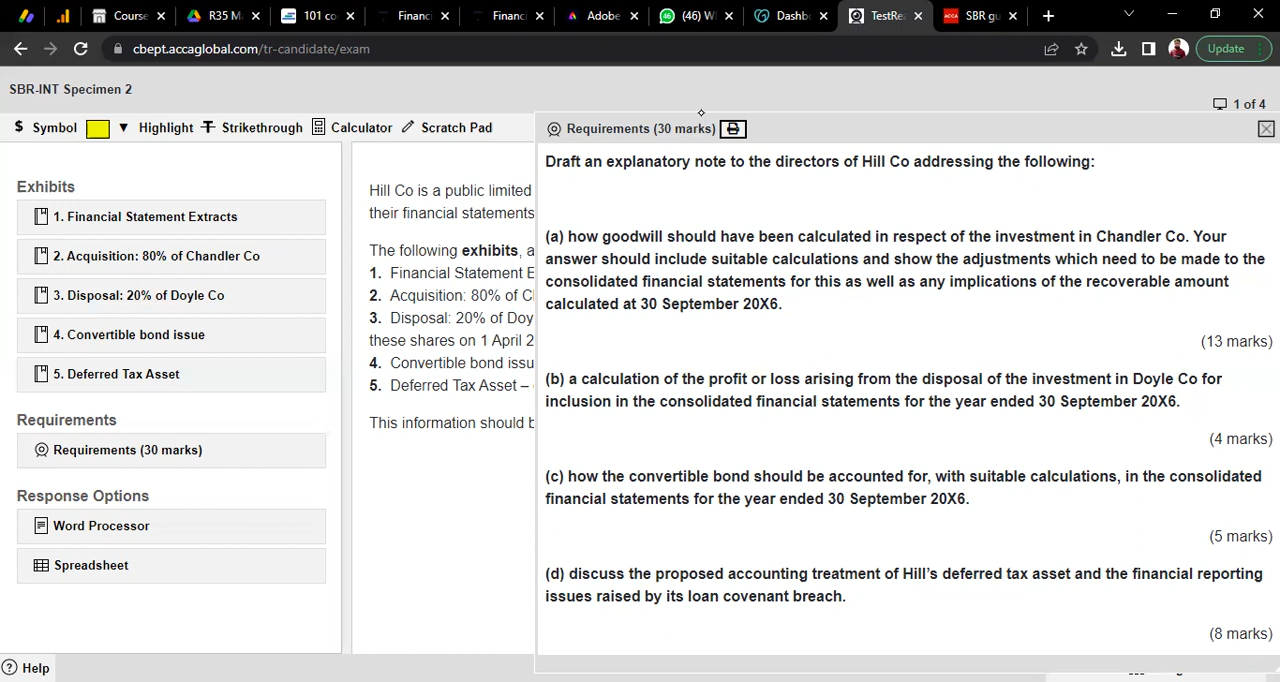 Course
R35 M
101 co
Financ
Financ
Adobe
(46) W
Dashb
TestRe
SBR gu
cbept.accaglobal.com/tr-candidate/exam
Update
SBR-INT Specimen 2
1 of 4
$ Symbol
Highlight
Strikethrough
Calculator
Scratch Pad
Exhibits
1. Financial Statement Extracts
2. Acquisition: 80% of Chandler Co
3. Disposal: 20% of Doyle Co
4. Convertible bond issue
5. Deferred Tax Asset
Requirements
Requirements (30 marks)
Response Options
Word Processor
Spreadsheet
Help
Hill Co is a public limited
their financial statements
The following exhibits, a
1. Financial Statement E
2. Acquisition: 80% of C
3. Disposal: 20% of Doy
these shares on 1 April 2
4. Convertible bond issu
5. Deferred Tax Asset –
This information should b
Requirements (30 marks)
Draft an explanatory note to the directors of Hill Co addressing the following:
(a) how goodwill should have been calculated in respect of the investment in Chandler Co. Your
answer should include suitable calculations and show the adjustments which need to be made to the
consolidated financial statements for this as well as any implications of the recoverable amount
calculated at 30 September 20X6.
(13 marks)
(b) a calculation of the profit or loss arising from the disposal of the investment in Doyle Co for
inclusion in the consolidated financial statements for the year ended 30 September 20X6.
(4 marks)
(c) how the convertible bond should be accounted for, with suitable calculations, in the consolidated
financial statements for the year ended 30 September 20X6.
(5 marks)
(d) discuss the proposed accounting treatment of Hill's deferred tax asset and the financial reporting
issues raised by its loan covenant breach.
(8 marks)